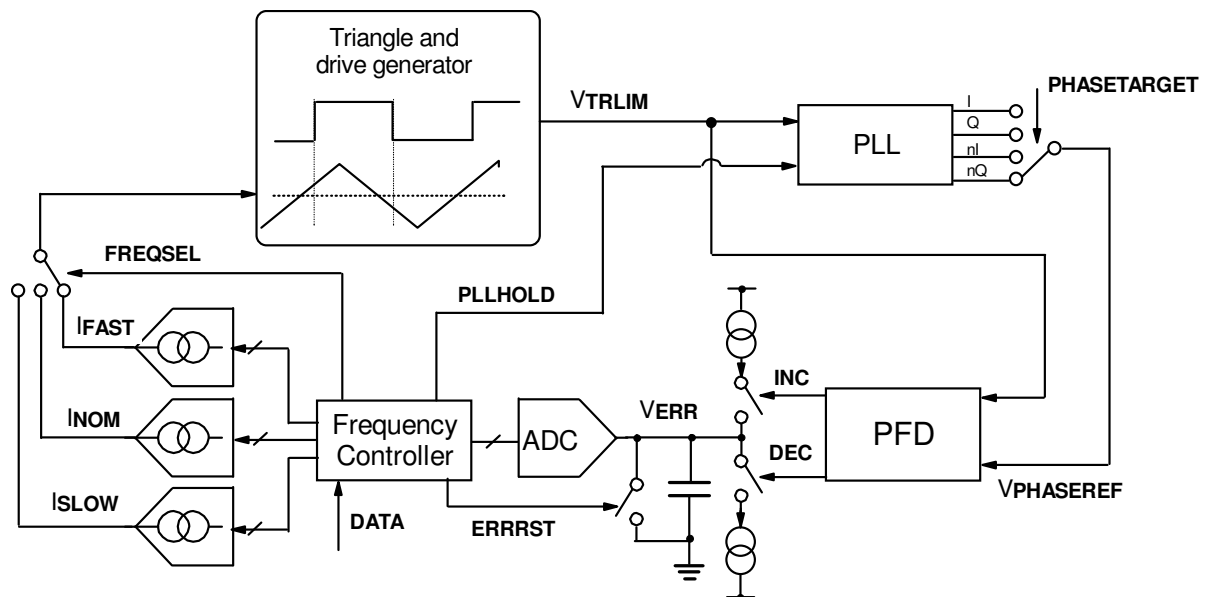 Triangle and
drive generator
VTRLIM
PHASETARGET
I
Q
nI
nQ
PLL
FREQSEL
PLLHOLD
IFAST
INOM
ISLOW
Frequency
Controller
DATA
ADC
ERRRST
VERR
INC
DEC
PFD
VPHASEREF